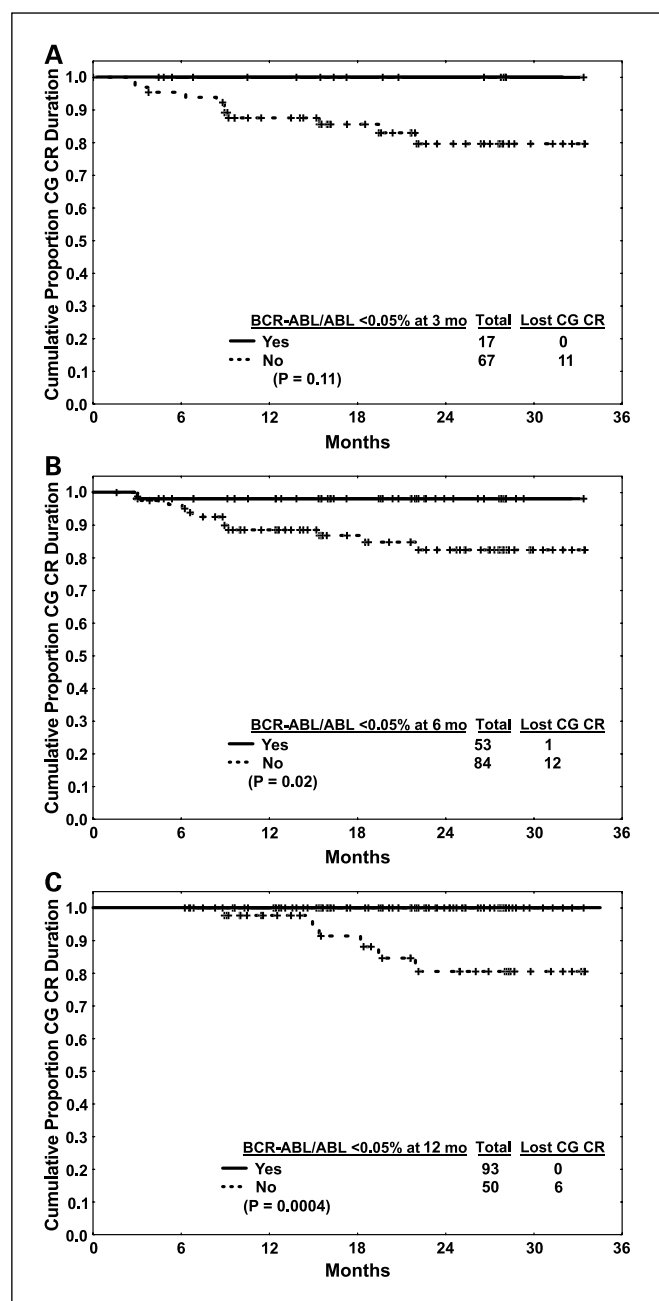 A
Cumulative Proportion CG CR Duration
1.0
0.9
0.8
0.7
0.6
0.5
0.4
0.3
0.2
0.1
0.0
BCR-ABL/ABL <0.05% at 3 mo Total Lost CG CR
Yes 17 0
No 67 11
(P = 0.11)
0 6 12 18 24 30 36
Months
B
Cumulative Proportion CG CR Duration
1.0
0.9
0.8
0.7
0.6
0.5
0.4
0.3
0.2
0.1
0.0
BCR-ABL/ABL <0.05% at 6 mo Total Lost CG CR
Yes 53 1
No 84 12
(P = 0.02)
0 6 12 18 24 30 36
Months
C
Cumulative Proportion CG CR Duration
1.0
0.9
0.8
0.7
0.6
0.5
0.4
0.3
0.2
0.1
0.0
BCR-ABL/ABL <0.05% at 12 mo Total Lost CG CR
Yes 93 0
No 50 6
(P = 0.0004)
0 6 12 18 24 30 36
Months